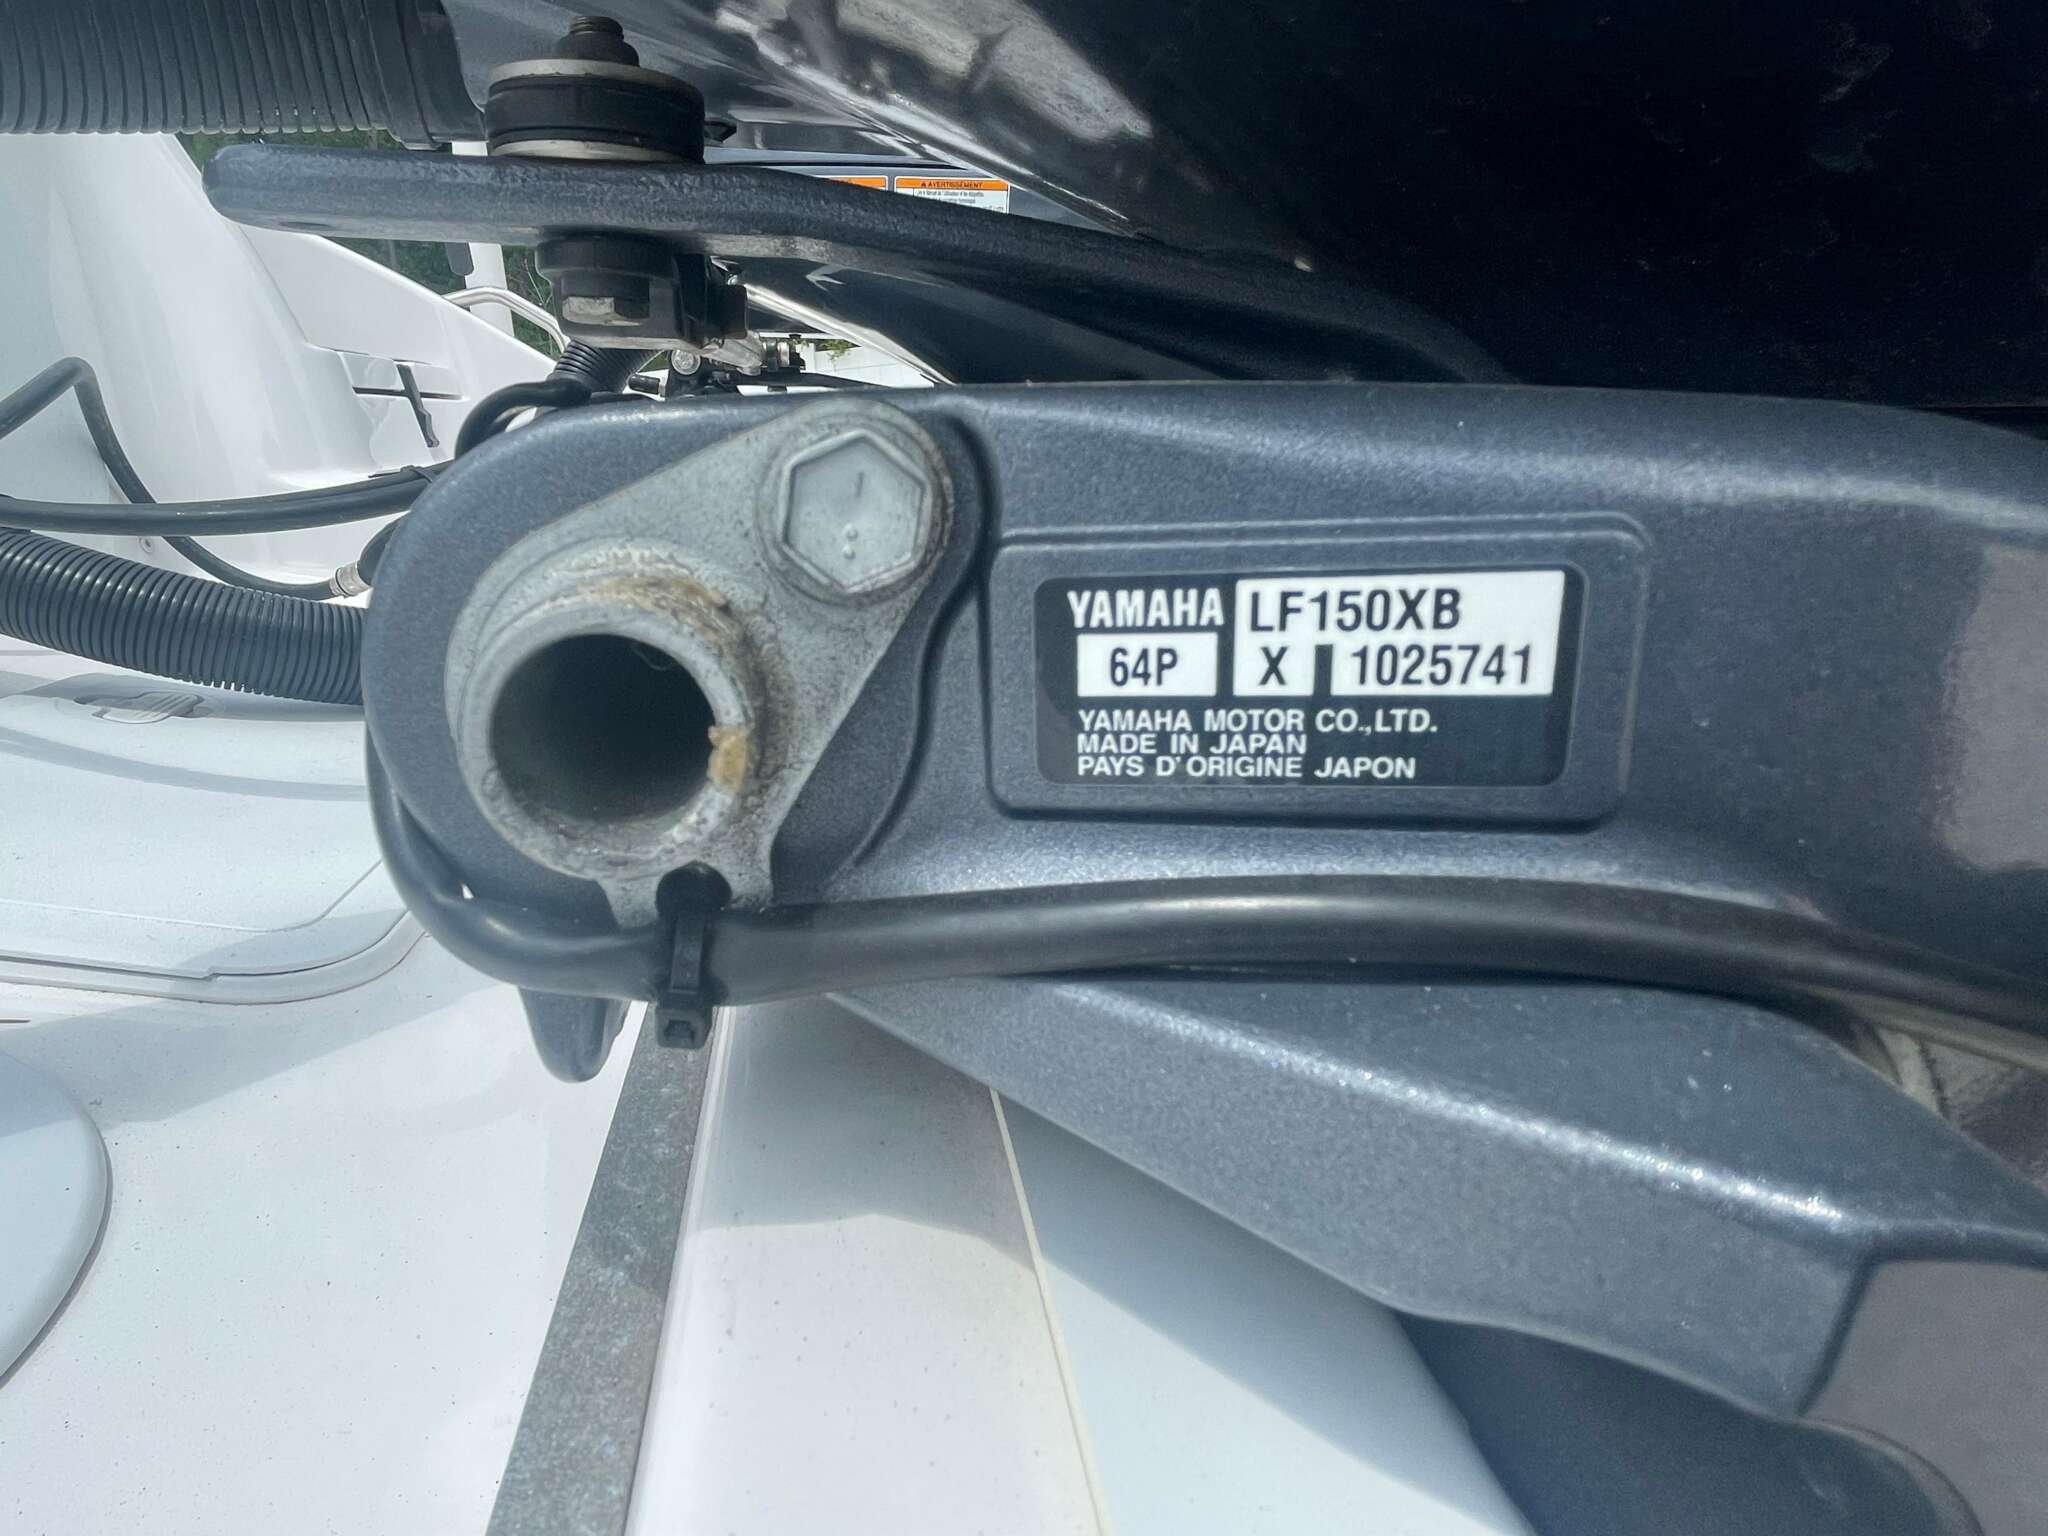 AVERTISSEMENT
YAMAHA LF150XB
64P X 1025741
YAMAHA MOTOR CO.,LTD.
MADE IN JAPAN
PAYS D'ORIGINE JAPON